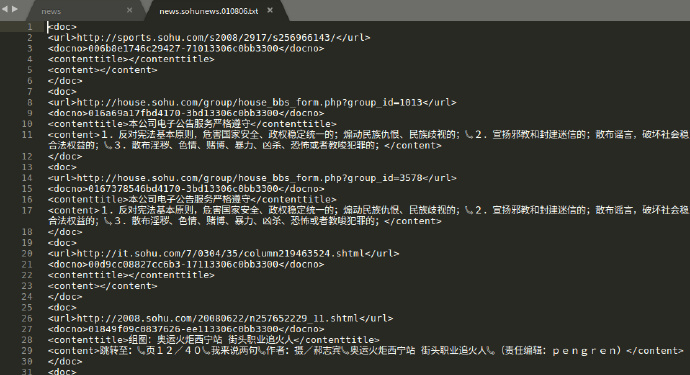 news
news.sohunews.010806.txt
1 <doc>
2 <url>http://sports.sohu.com/s2008/2917/s256966143/</url>
3 <docno>006b8e1746c29427-71013306c0bb3300</docno>
4 <contenttitle></contenttitle>
5 <content></content>
6 </doc>
7 <doc>
8 <url>http://house.sohu.com/group/house_bbs_form.php?group_id=1013</url>
9 <docno>016a69a17fbd4170-3bd13306c0bb3300</docno>
10 <contenttitle>本公司电子公告服务严格遵守</contenttitle>
11 <content>１．反对宪法基本原则，危害国家安全、政权稳定统一的；煽动民族仇恨、民族歧视的；２．宣扬邪教和封建迷信的；散布谣言，破坏社会稳
合法权益的；３．散布淫秽、色情、赌博、暴力、凶杀、恐怖或者教唆犯罪的；</content>
12 </doc>
13 <doc>
14 <url>http://house.sohu.com/group/house_bbs_form.php?group_id=3578</url>
15 <docno>0167378546bd4170-3bd13306c0bb3300</docno>
16 <contenttitle>本公司电子公告服务严格遵守</contenttitle>
17 <content>１．反对宪法基本原则，危害国家安全、政权稳定统一的；煽动民族仇恨、民族歧视的；２．宣扬邪教和封建迷信的；散布谣言，破坏社会稳
合法权益的；３．散布淫秽、色情、赌博、暴力、凶杀、恐怖或者教唆犯罪的；</content>
18 </doc>
19 <doc>
20 <url>http://it.sohu.com/7/0304/35/column219463524.shtml</url>
21 <docno>00d9cc08827cc6b3-17113306c0bb3300</docno>
22 <contenttitle></contenttitle>
23 <content></content>
24 </doc>
25 <doc>
26 <url>http://2008.sohu.com/20080622/n257652229_11.shtml</url>
27 <docno>01849f09c0837626-ee113306c0bb3300</docno>
28 <contenttitle>组图：奥运火炬西宁站 街头职业追火人</contenttitle>
29 <content>跳转至：页１２／４０我来说两句作者：摄／郝志宾奥运火炬西宁站 街头职业追火人（责任编辑：ｐｅｎｇｒｅｎ）</content>
30 </doc>
31 <doc>